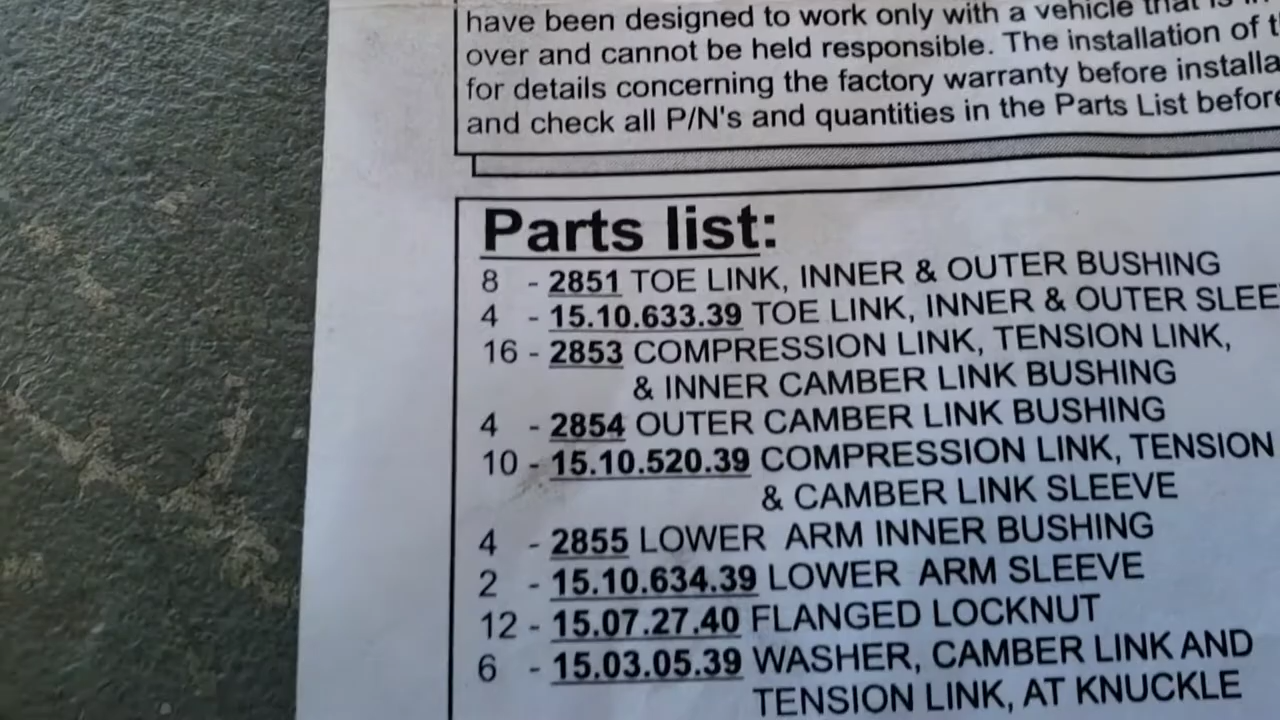 have been designed to work only with a vehicle that is in
over and cannot be held responsible. The installation of
for details concerning the factory warranty before
and check all P/N's and quantities in the Parts List before
Parts list:
8 - 2851 TOE LINK, INNER & OUTER BUSHING
4 - 15.10.633.39 TOE LINK, INNER & OUTER
16 - 2853 COMPRESSION LINK, TENSION LINK,
& INNER CAMBER LINK BUSHING
4 - 2854 OUTER CAMBER LINK BUSHING
10 - 15.10.520.39 COMPRESSION LINK, TENSION
& CAMBER LINK SLEEVE
4 - 2855 LOWER ARM INNER BUSHING
2 - 15.10.634.39 LOWER ARM SLEEVE
12 - 15.07.27.40 FLANGED LOCKNUT
6 - 15.03.05.39 WASHER, CAMBER LINK AND
TENSION LINK, AT KNUCKLE